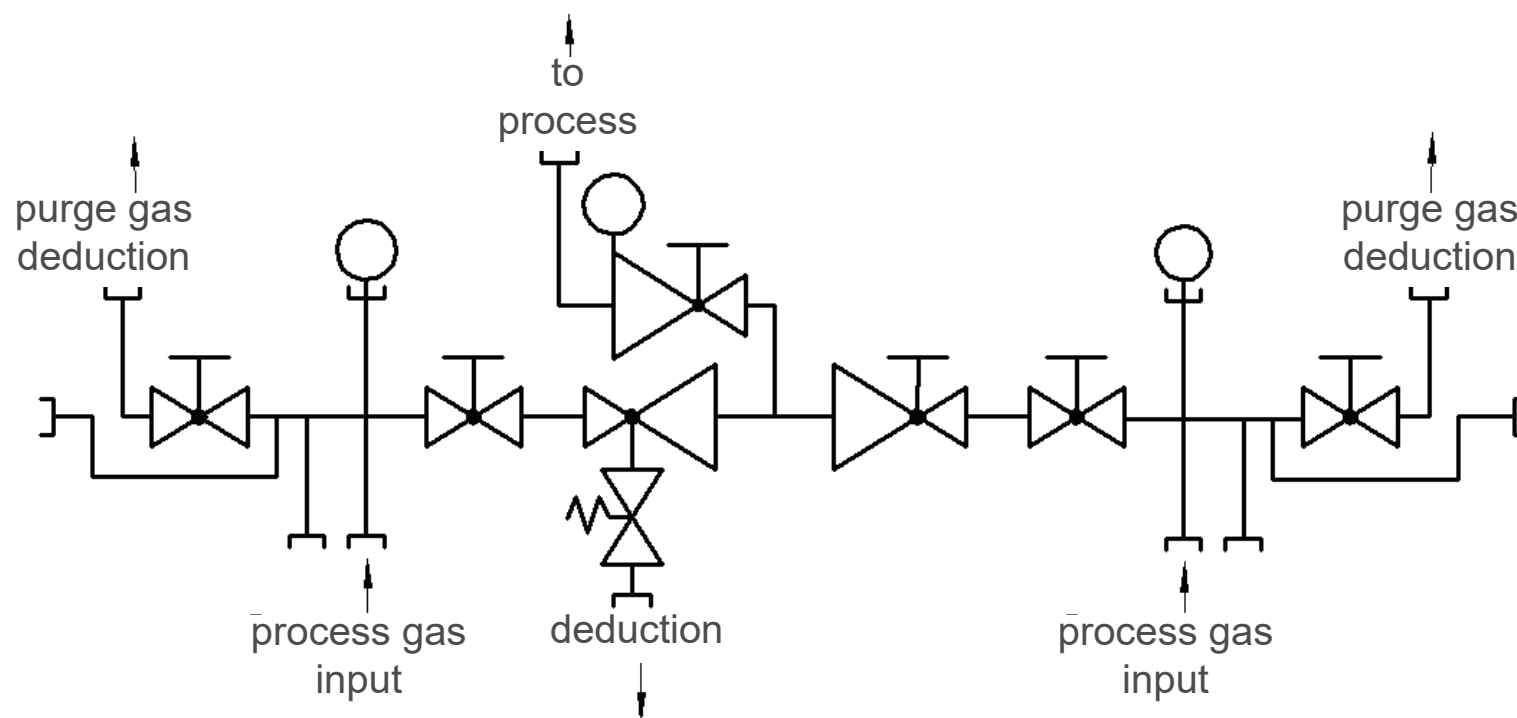 to
process
purge gas
deduction
purge gas
deduction
process gas
input
deduction
process gas
input